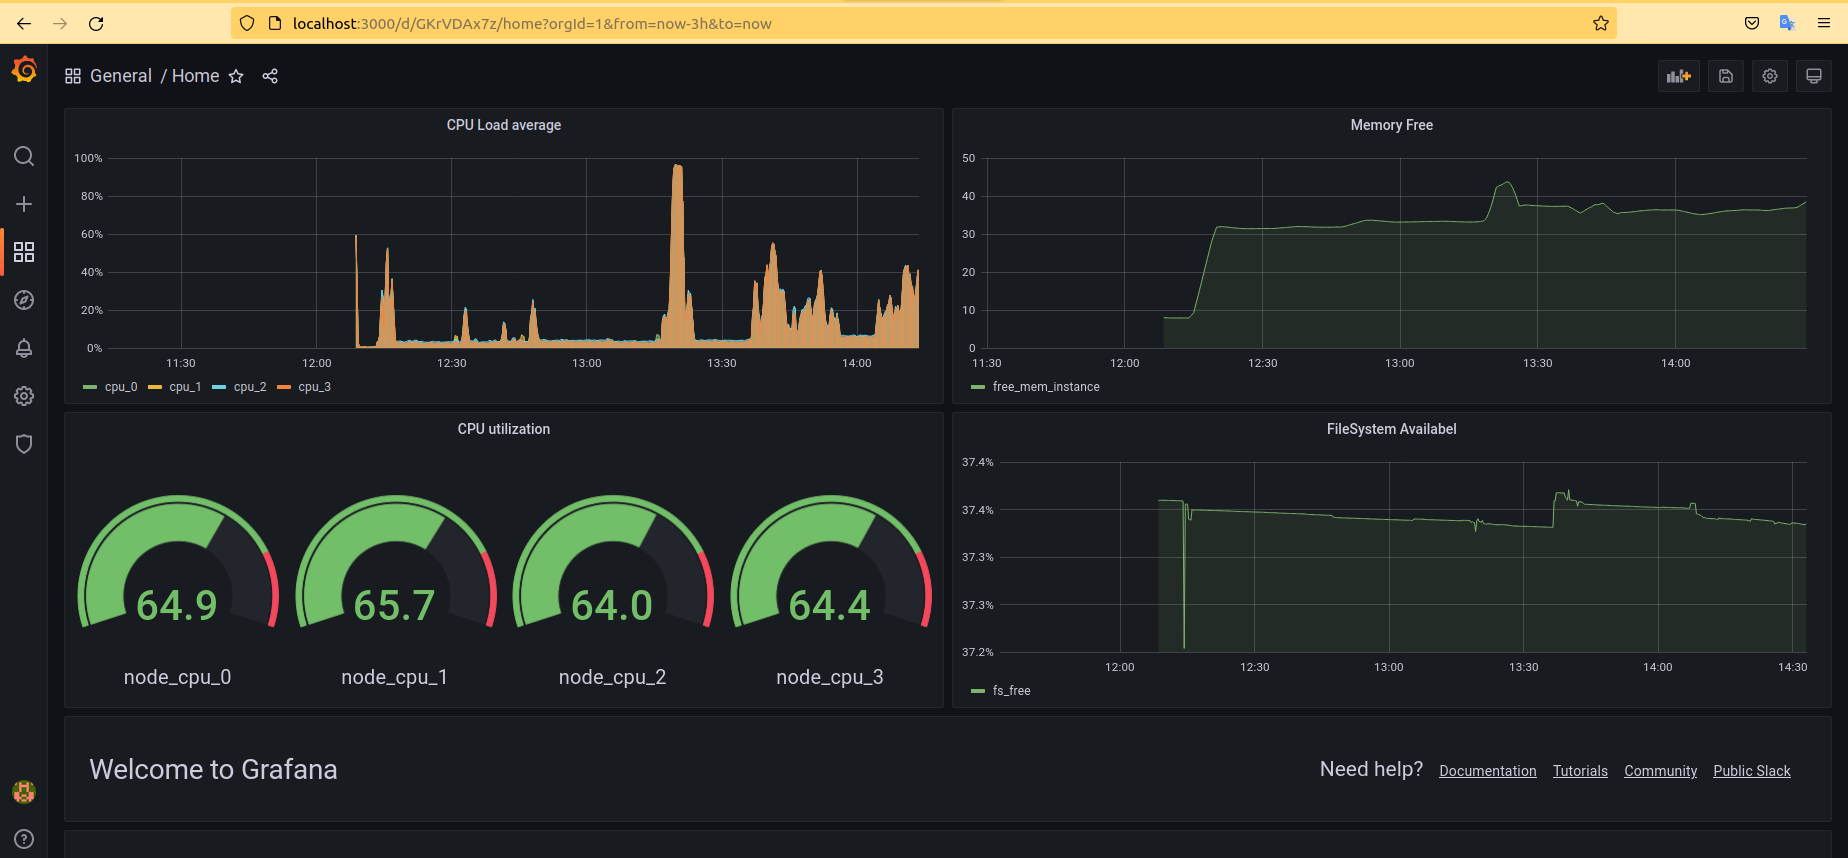 localhost:3000/d/GKrVDAx7z/home?orgId=1&from=now-3h&to=now
General / Home
CPU Load average
100%
80%
60%
40%
20%
0%
11:30 12:00 12:30 13:00 13:30 14:00
cpu_0 cpu_1 cpu_2 cpu_3
Memory Free
50
40
30
20
10
0
11:30 12:00 12:30 13:00 13:30 14:00
free_mem_instance
CPU utilization
64.9 65.7 64.0 64.4
node_cpu_0 node_cpu_1 node_cpu_2 node_cpu_3
FileSystem Availabel
37.4%
37.4%
37.3%
37.3%
37.2%
12:00 12:30 13:00 13:30 14:00 14:30
fs_free
Welcome to Grafana
Need help? Documentation Tutorials Community Public Slack